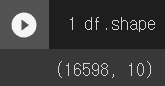 1 df.shape
(16598, 10)